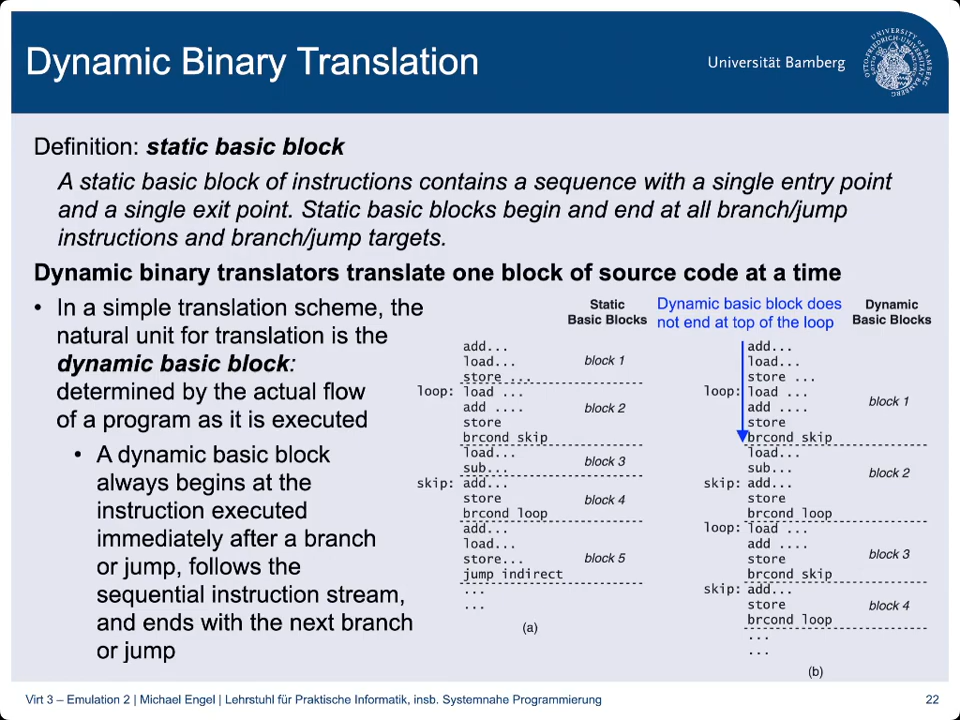 Dynamic Binary Translation
Universität Bamberg
Definition: static basic block
A static basic block of instructions contains a sequence with a single entry point
and a single exit point. Static basic blocks begin and end at all branch/jump
instructions and branch/jump targets.
Dynamic binary translators translate one block of source code at a time
• In a simple translation scheme, the
natural unit for translation is the
dynamic basic block:
determined by the actual flow
of a program as it is executed
• A dynamic basic block
always begins at the
instruction executed
immediately after a branch
or jump, follows the
sequential instruction stream,
and ends with the next branch
or jump
Static
Basic Blocks
add...
load...
block 1
store ...
loop: load ...
add ....
block 2
store
brcond skip
load...
block 3
sub...
skip: add...
store
block 4
brcond loop
add...
load...
store...
block 5
jump indirect
...
...
(a)
Dynamic basic block does
not end at top of the loop
Dynamic
Basic Blocks
add...
load...
store ...
loop: load ...
block 1
add ....
store
brcond skip
load...
sub...
block 2
skip: add...
store
brcond loop
loop: load ...
add ....
block 3
store
brcond skip
skip: add...
store
block 4
brcond loop
...
...
(b)
Virt 3 – Emulation 2 | Michael Engel | Lehrstuhl für Praktische Informatik, insb. Systemnahe Programmierung
22